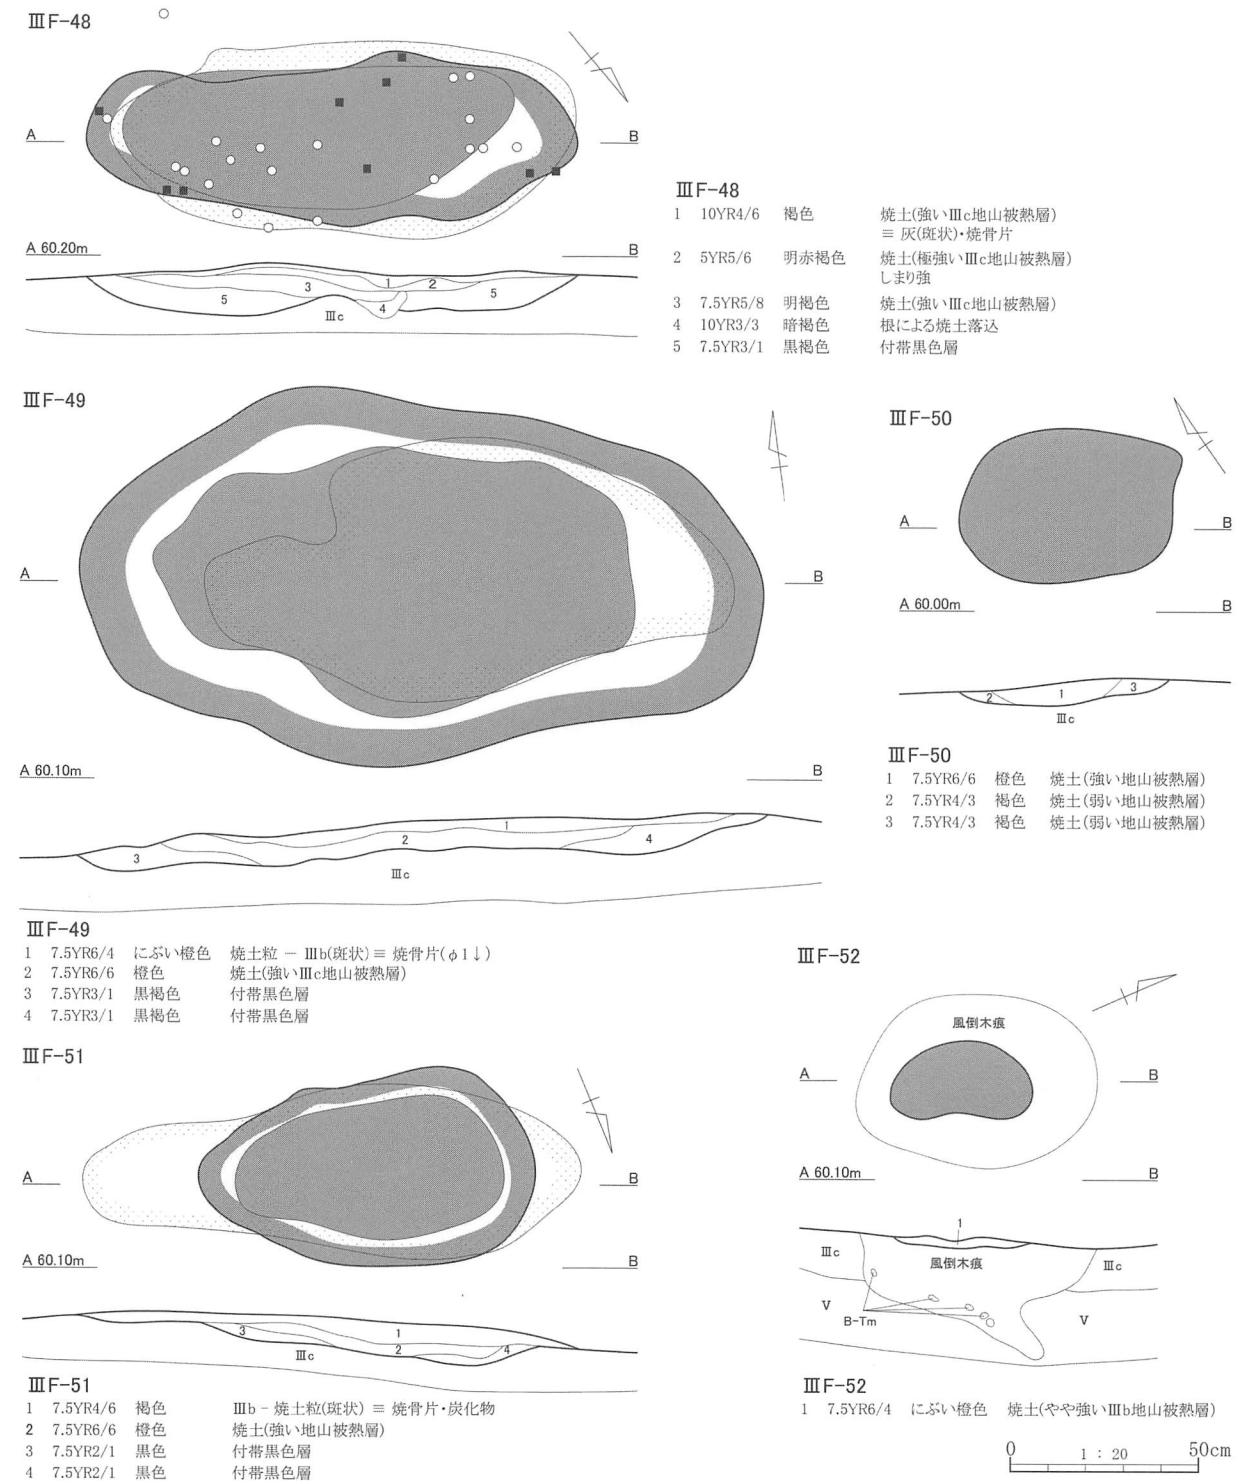 ⅢF-48
A B
A 60.20m B
1 2 3 4 5 5
Ⅲc
ⅢF-48
1 10YR4/6 褐色 焼土(強いⅢc地山被熱層)
≡ 灰(斑状)・焼骨片
2 5YR5/6 明赤褐色 焼土(極強いⅢc地山被熱層)
しまり強
3 7.5YR5/8 明褐色 焼土(強いⅢc地山被熱層)
4 10YR3/3 暗褐色 根による焼土落込
5 7.5YR3/1 黒褐色 付帯黒色層
ⅢF-49
A B
A 60.10m B
1 2 3 4
Ⅲc
ⅢF-49
1 7.5YR6/4 にぶい橙色 焼土粒 － Ⅲb(斑状) ≡ 焼骨片(φ1↓)
2 7.5YR6/6 橙色 焼土(強いⅢc地山被熱層)
3 7.5YR3/1 黒褐色 付帯黒色層
4 7.5YR3/1 黒褐色 付帯黒色層
ⅢF-50
A B
A 60.00m B
2 1 3
Ⅲc
ⅢF-50
1 7.5YR6/6 橙色 焼土(強い地山被熱層)
2 7.5YR4/3 褐色 焼土(弱い地山被熱層)
3 7.5YR4/3 褐色 焼土(弱い地山被熱層)
ⅢF-51
A B
A 60.10m B
3 1 2 4
Ⅲc
ⅢF-51
1 7.5YR4/6 褐色 Ⅲb－焼土粒(斑状) ≡ 焼骨片・炭化物
2 7.5YR6/6 橙色 焼土(強い地山被熱層)
3 7.5YR2/1 黒色 付帯黒色層
4 7.5YR2/1 黒色 付帯黒色層
ⅢF-52
風倒木痕
A B
A 60.10m B
1
Ⅲc 風倒木痕 Ⅲc
V B-Tm V
ⅢF-52
1 7.5YR6/4 にぶい橙色 焼土(やや強いⅢb地山被熱層)
0 1 : 20 50cm